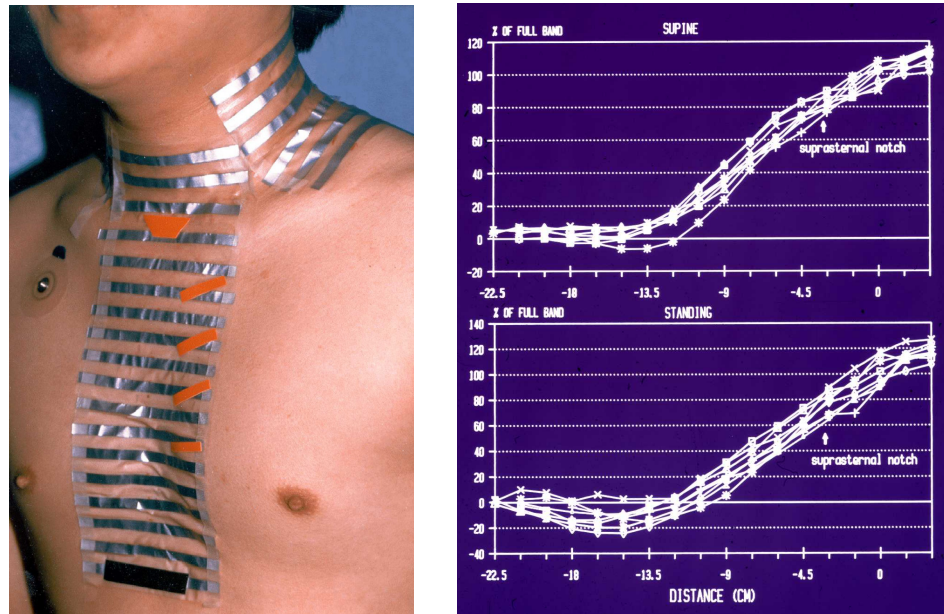 % OF FULL BAND SUPINE
120
100
80
60
40
20
0
-20
suprasternal notch
-22.5 -18 -13.5 -9 -4.5 0
% OF FULL BAND STANDING
140
120
100
80
60
40
20
0
-20
-40
suprasternal notch
-22.5 -18 -13.5 -9 -4.5 0
DISTANCE (CM)